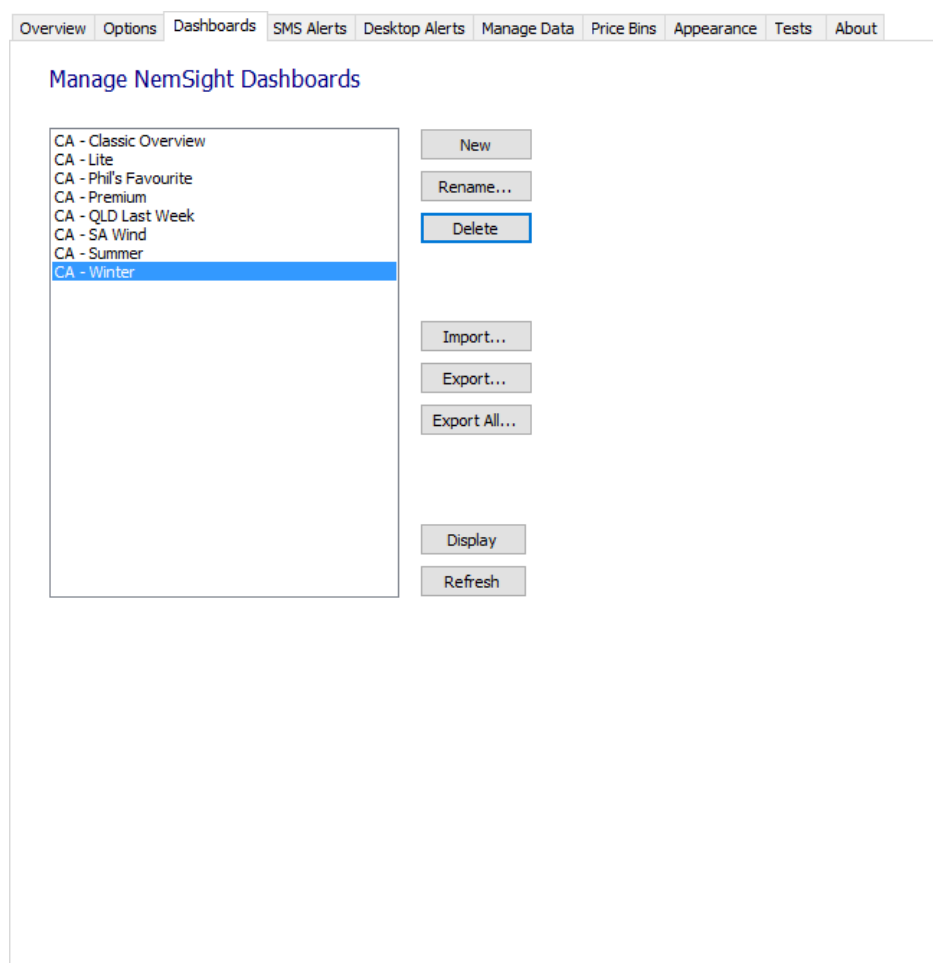 Overview Options Dashboards SMS Alerts Desktop Alerts Manage Data Price Bins Appearance Tests About
Manage NemSight Dashboards
CA - Classic Overview
CA - Lite
CA - Phil's Favourite
CA - Premium
CA - QLD Last Week
CA - SA Wind
CA - Summer
CA - Winter
New
Rename...
Delete
Import...
Export...
Export All...
Display
Refresh